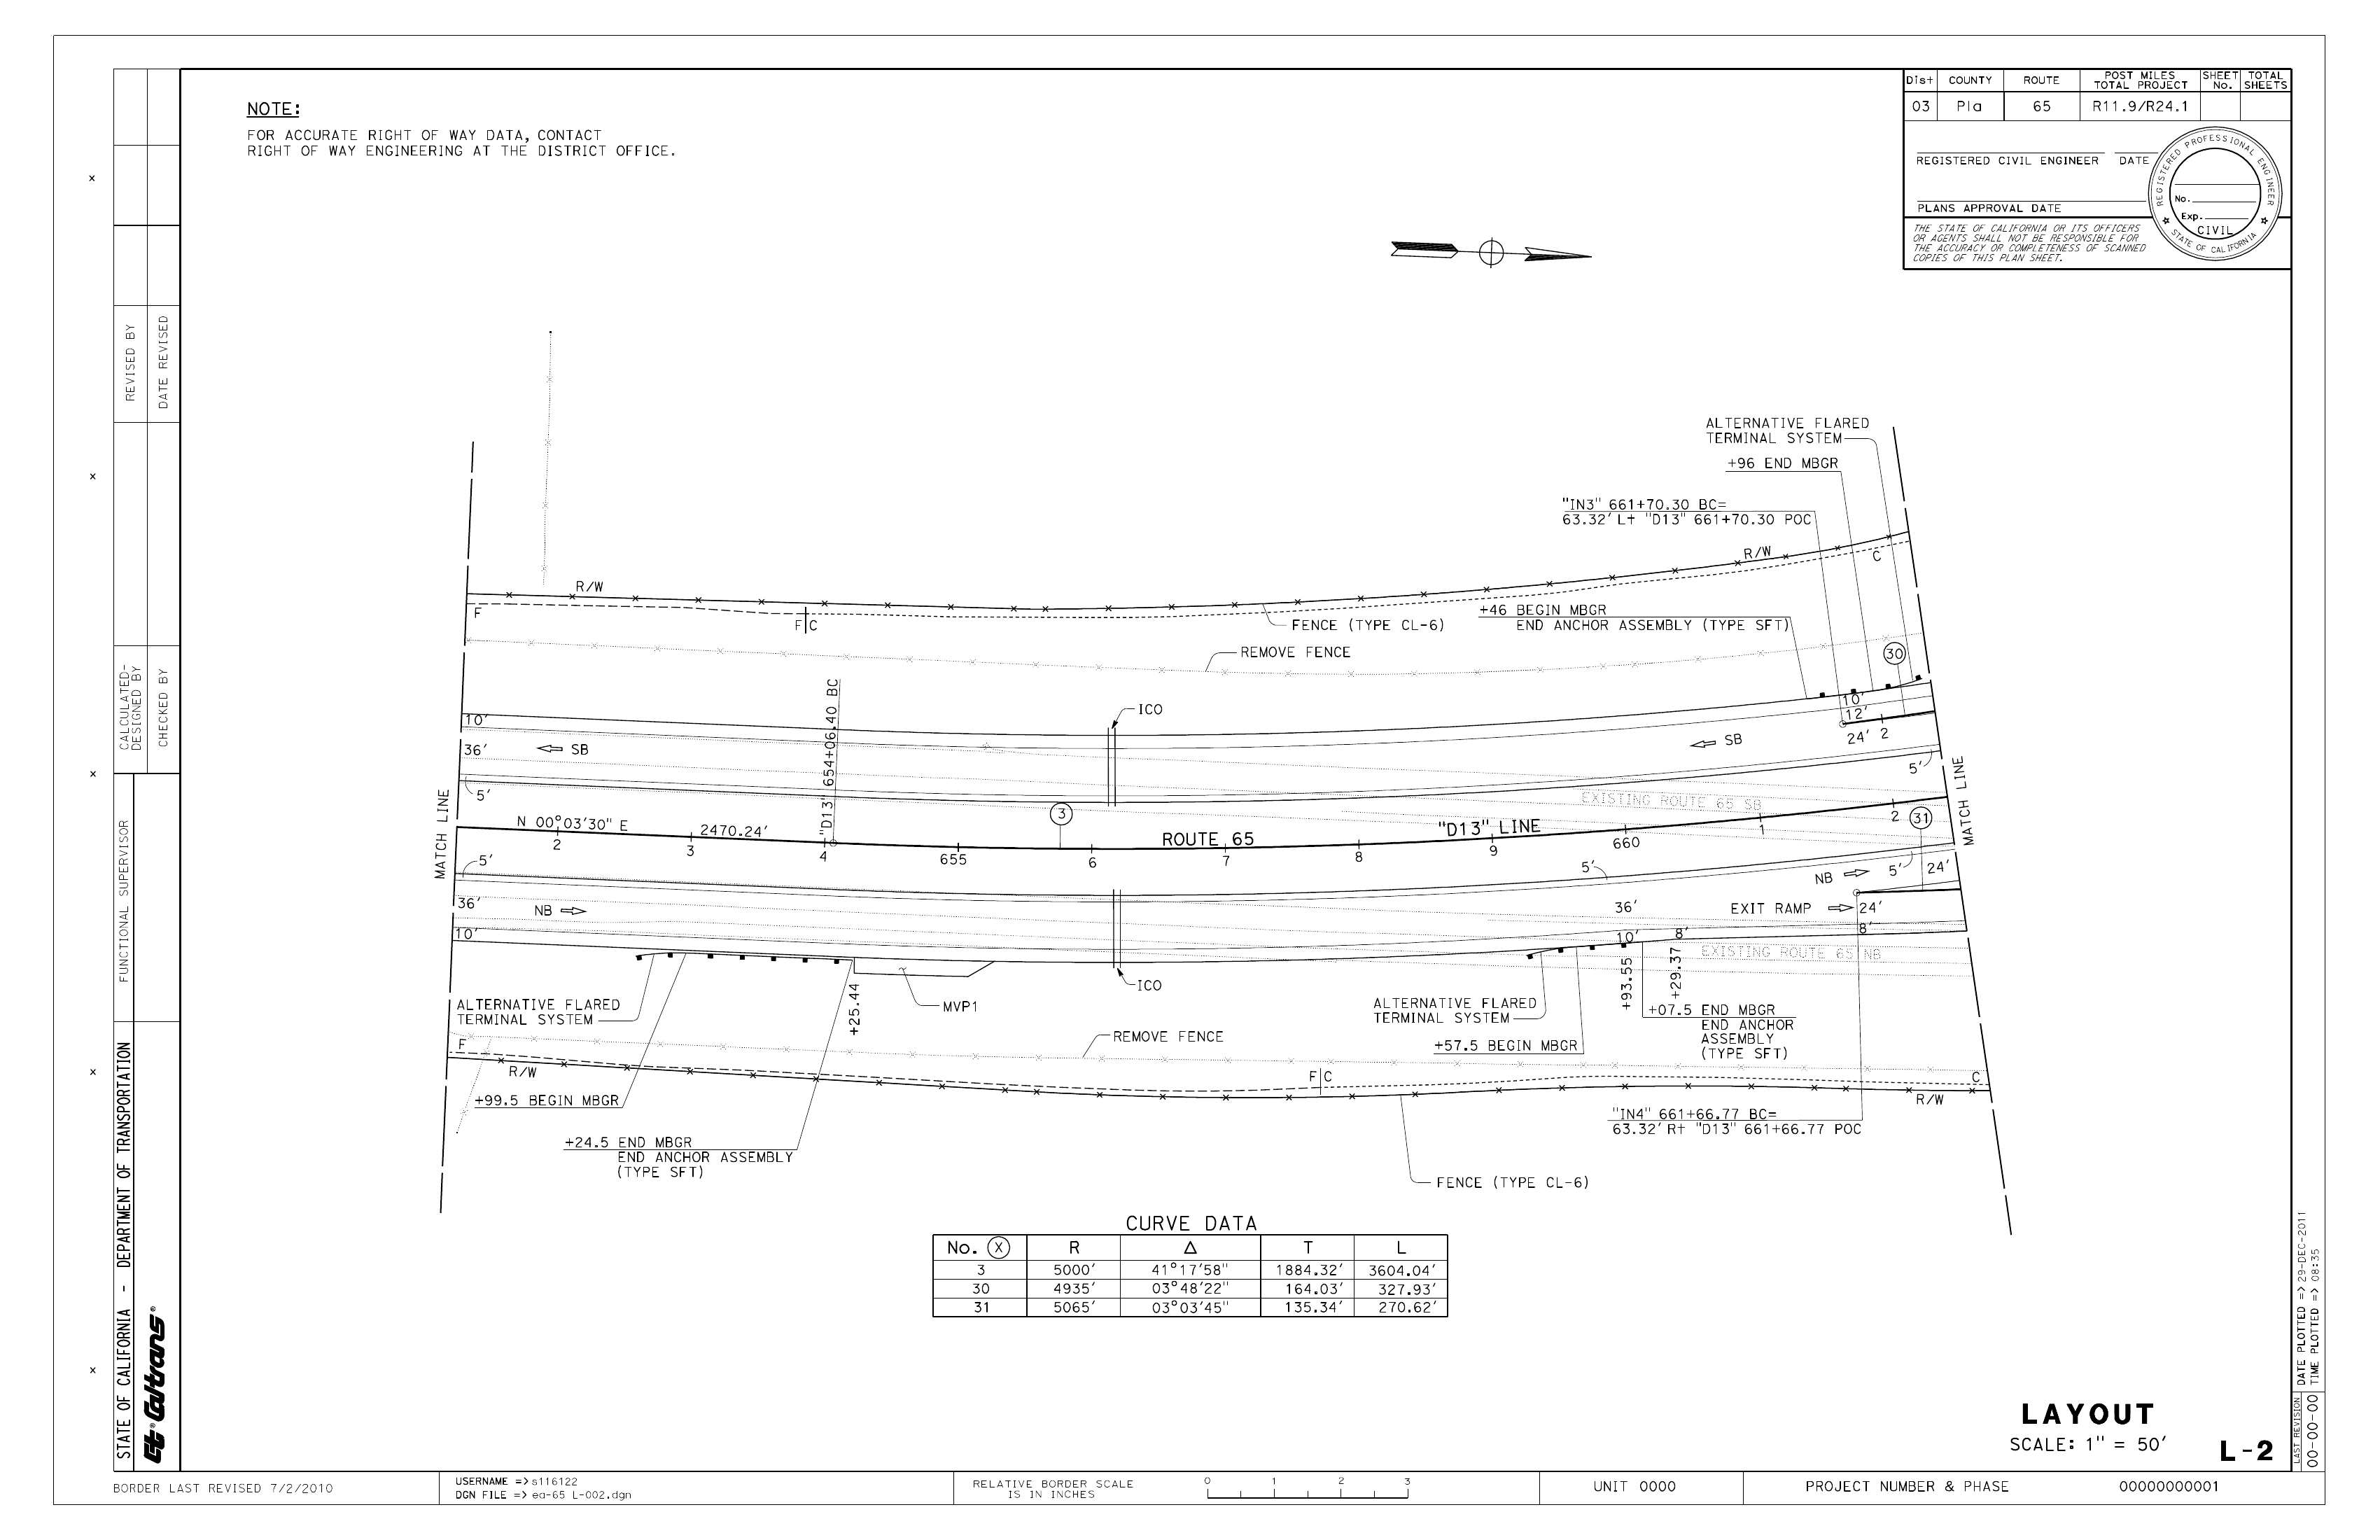 NOTE:
FOR ACCURATE RIGHT OF WAY DATA, CONTACT
RIGHT OF WAY ENGINEERING AT THE DISTRICT OFFICE.
Dist COUNTY ROUTE POST MILES TOTAL PROJECT SHEET No. TOTAL SHEETS
03 Pla 65 R11.9/R24.1
REGISTERED CIVIL ENGINEER DATE
PLANS APPROVAL DATE
THE STATE OF CALIFORNIA OR ITS OFFICERS
OR AGENTS SHALL NOT BE RESPONSIBLE FOR
THE ACCURACY OR COMPLETENESS OF SCANNED
COPIES OF THIS PLAN SHEET.
REGISTERED PROFESSIONAL ENGINEER
No.
Exp.
CIVIL
STATE OF CALIFORNIA
REVISED BY
DATE REVISED
CALCULATED-
DESIGNED BY
CHECKED BY
FUNCTIONAL SUPERVISOR
STATE OF CALIFORNIA - DEPARTMENT OF TRANSPORTATION
Caltrans®
ALTERNATIVE FLARED
TERMINAL SYSTEM
+96 END MBGR
"IN3" 661+70.30 BC=
63.32' Lt "D13" 661+70.30 POC
R/W
C
R/W
F
F C
FENCE (TYPE CL-6)
+46 BEGIN MBGR
END ANCHOR ASSEMBLY (TYPE SFT)
REMOVE FENCE
30
10'
36'
SB
5'
"D13" 654+06.40 BC
ICO
SB
10'
12'
24'
2
5'
EXISTING ROUTE 65 SB
MATCH LINE
MATCH LINE
N 00°03'30" E
2470.24'
3
ROUTE 65
"D13" LINE
2 3 4 655 6 7 8 9 660 1 2
31
5'
36'
NB
10'
5'
36'
NB
5'
24'
EXIT RAMP
24'
8'
10'
8'
EXISTING ROUTE 65 NB
ICO
MVP1
+25.44
ALTERNATIVE FLARED
TERMINAL SYSTEM
ALTERNATIVE FLARED
TERMINAL SYSTEM
+93.55
+29.37
+07.5 END MBGR
END ANCHOR
ASSEMBLY
(TYPE SFT)
+57.5 BEGIN MBGR
REMOVE FENCE
F
R/W
F C
C
R/W
+99.5 BEGIN MBGR
+24.5 END MBGR
END ANCHOR ASSEMBLY
(TYPE SFT)
"IN4" 661+66.77 BC=
63.32' Rt "D13" 661+66.77 POC
FENCE (TYPE CL-6)
CURVE DATA
No. X R Δ T L
3 5000' 41°17'58" 1884.32' 3604.04'
30 4935' 03°48'22" 164.03' 327.93'
31 5065' 03°03'45" 135.34' 270.62'
LAYOUT
SCALE: 1" = 50'
L-2
DATE PLOTTED => 29-DEC-2011
TIME PLOTTED => 08:35
LAST REVISION
00-00-00
BORDER LAST REVISED 7/2/2010
USERNAME => s116122
DGN FILE => ea-65 L-002.dgn
RELATIVE BORDER SCALE
IS IN INCHES
0 1 2 3
UNIT 0000
PROJECT NUMBER & PHASE
00000000001